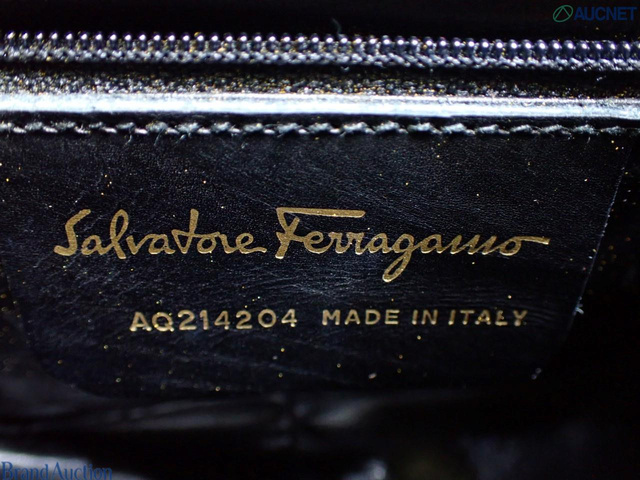 AUCNET
Salvatore Ferragamo
AQ214204 MADE IN ITALY
Brand Auction